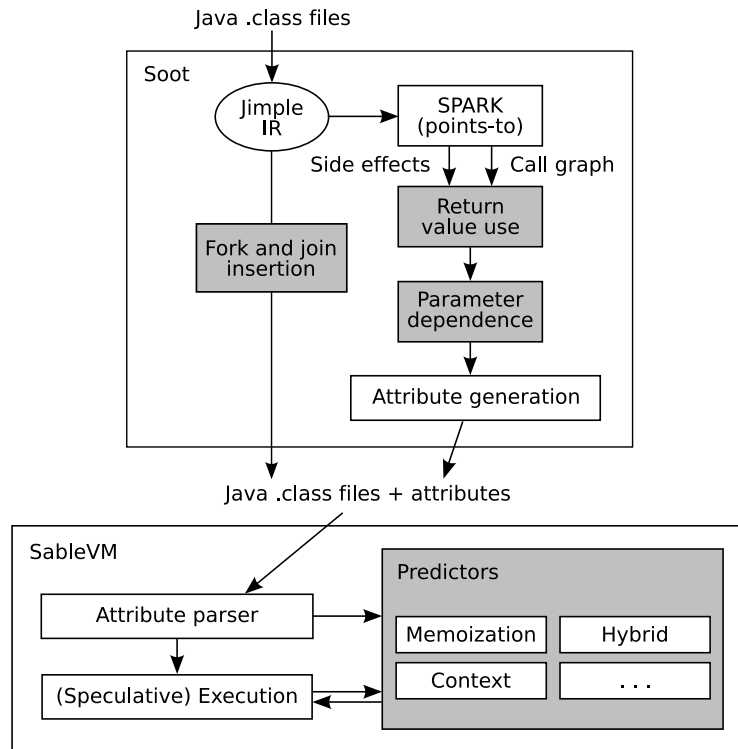 Java .class files
Soot
Jimple
IR
SPARK
(points-to)
Side effects
Call graph
Return
value use
Fork and join
insertion
Parameter
dependence
Attribute generation
Java .class files + attributes
SableVM
Predictors
Attribute parser
Memoization
Hybrid
Context
. . .
(Speculative) Execution